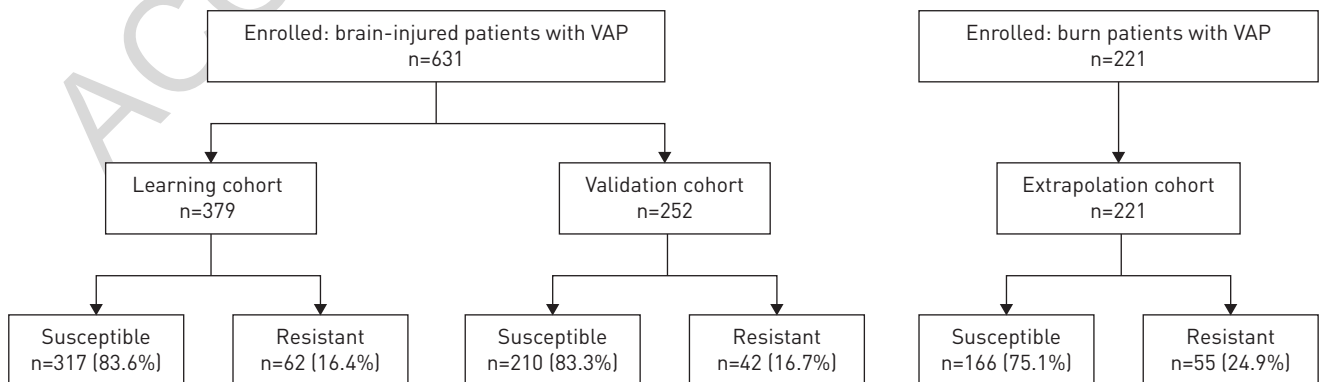 Enrolled: brain-injured patients with VAP
n=631
Enrolled: burn patients with VAP
n=221
Learning cohort
n=379
Validation cohort
n=252
Extrapolation cohort
n=221
Susceptible
n=317 (83.6%)
Resistant
n=62 (16.4%)
Susceptible
n=210 (83.3%)
Resistant
n=42 (16.7%)
Susceptible
n=166 (75.1%)
Resistant
n=55 (24.9%)